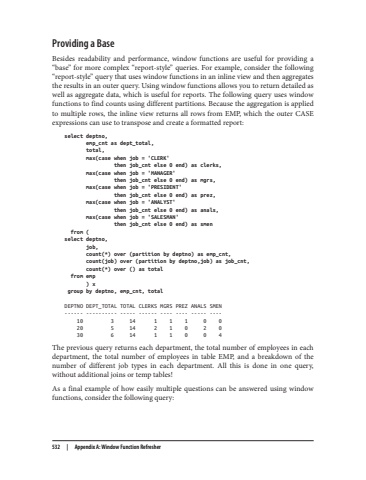 Providing a Base
Besides readability and performance, window functions are useful for providing a
“base” for more complex “report-style” queries. For example, consider the following
“report-style” query that uses window functions in an inline view and then aggregates
the results in an outer query. Using window functions allows you to return detailed as
well as aggregate data, which is useful for reports. The following query uses window
functions to find counts using different partitions. Because the aggregation is applied
to multiple rows, the inline view returns all rows from EMP, which the outer CASE
expressions can use to transpose and create a formatted report:
select deptno,
emp_cnt as dept_total,
total,
max(case when job = 'CLERK'
then job_cnt else 0 end) as clerks,
max(case when job = 'MANAGER'
then job_cnt else 0 end) as mgrs,
max(case when job = 'PRESIDENT'
then job_cnt else 0 end) as prez,
max(case when job = 'ANALYST'
then job_cnt else 0 end) as anals,
max(case when job = 'SALESMAN'
then job_cnt else 0 end) as smen
from (
select deptno,
job,
count(*) over (partition by deptno) as emp_cnt,
count(job) over (partition by deptno,job) as job_cnt,
count(*) over () as total
from emp
) x
group by deptno, emp_cnt, total
DEPTNO DEPT_TOTAL TOTAL CLERKS MGRS PREZ ANALS SMEN
------ ---------- ----- ------ ---- ---- ----- ----
10 3 14 1 1 1 0 0
20 5 14 2 1 0 2 0
30 6 14 1 1 0 0 4
The previous query returns each department, the total number of employees in each
department, the total number of employees in table EMP, and a breakdown of the
number of different job types in each department. All this is done in one query,
without additional joins or temp tables!
As a final example of how easily multiple questions can be answered using window
functions, consider the following query:
532 | Appendix A: Window Function Refresher